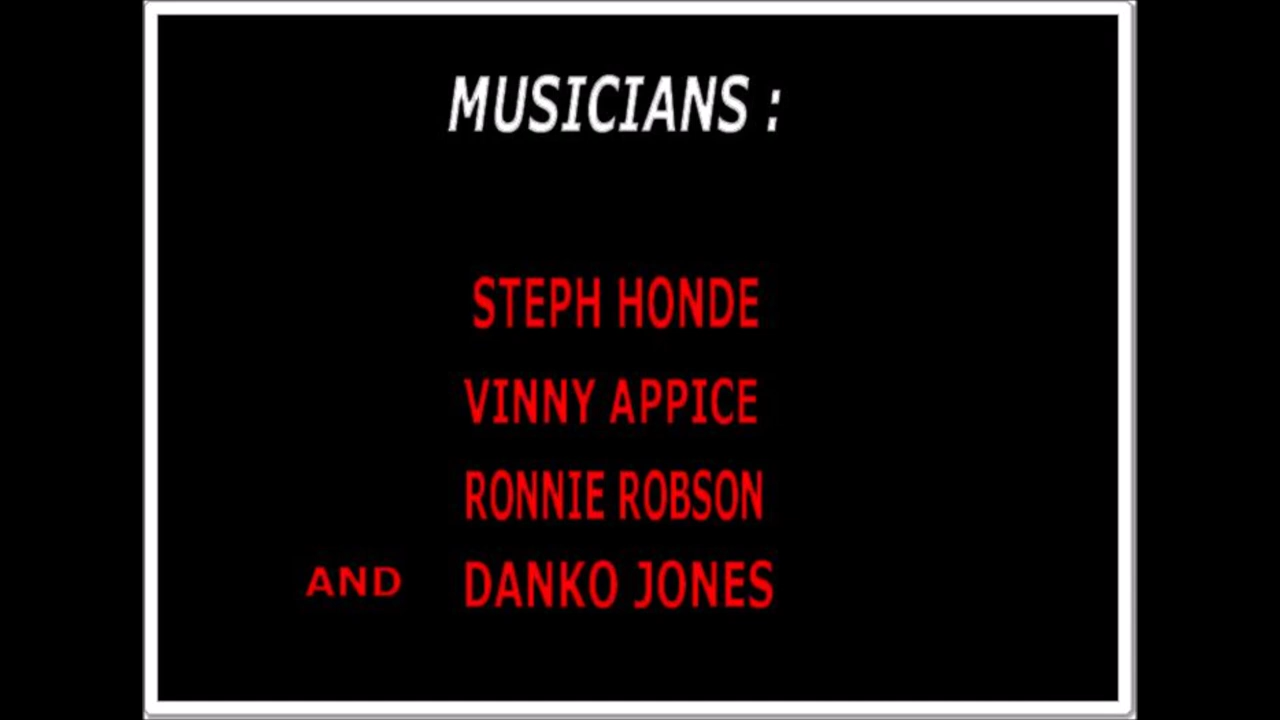 MUSICIANS :
STEPH HONDE
VINNY APPICE
RONNIE ROBSON
AND DANKO JONES